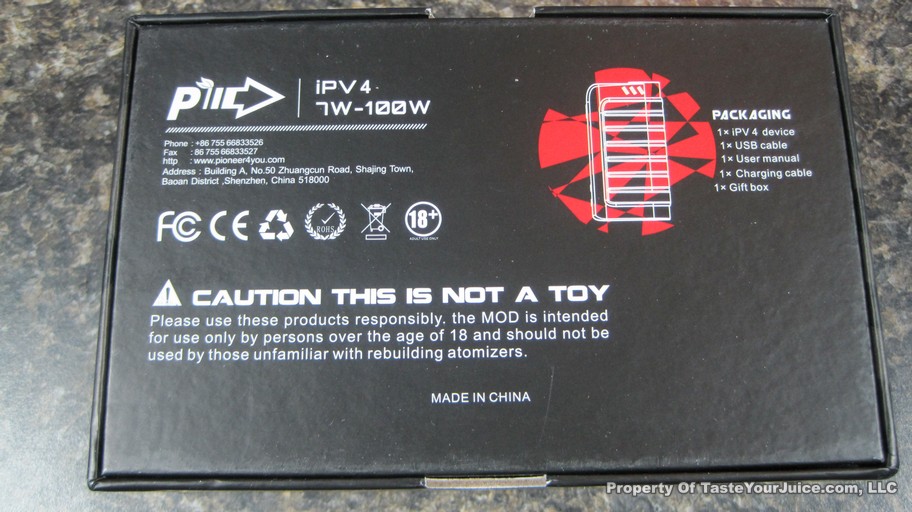 iPV 4
7W-100W
Phone : +86 755 66833526
Fax : 86 755 66833527
http : www.pioneer4you.com
Address : Building A, No.50 Zhuangcun Road, Shajing Town,
Baoan District ,Shenzhen, China 518000
FC CE
ROHS
18+
ADULT USE ONLY
PACKAGING
1× iPV 4 device
1× USB cable
1× User manual
1× Charging cable
1× Gift box
CAUTION THIS IS NOT A TOY
Please use these products responsibly. the MOD is intended
for use only by persons over the age of 18 and should not be
used by those unfamiliar with rebuilding atomizers.
MADE IN CHINA
Property Of TasteYourJuice.com, LLC